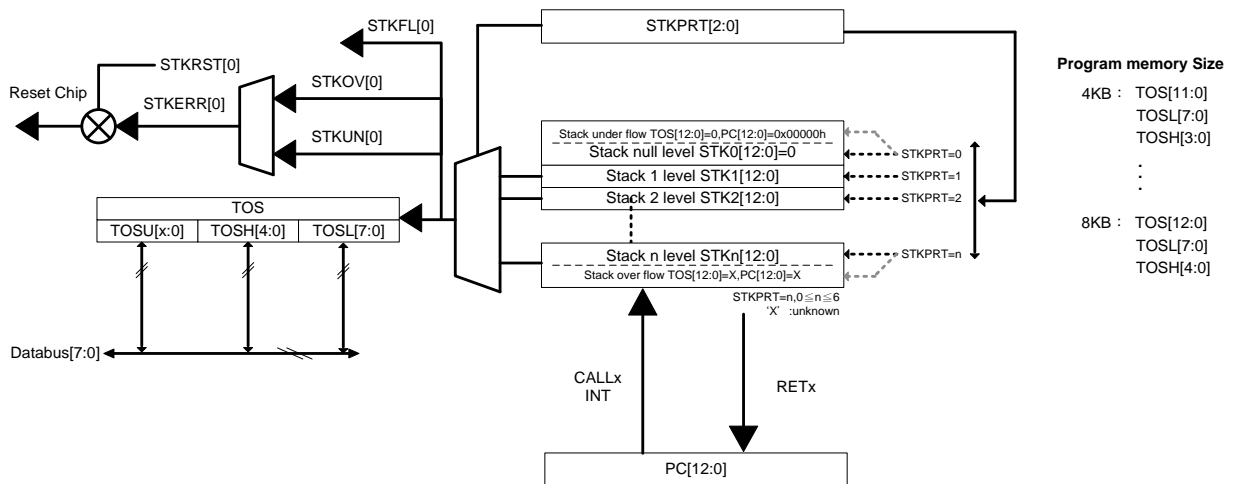 STKPRT[2:0]
STKFL[0]
STKRST[0]
STKOV[0]
Reset Chip
STKERR[0]
STKUN[0]
Stack under flow TOS[12:0]=0,PC[12:0]=0x00000h
Stack null level STK0[12:0]=0
STKPRT=0
Stack 1 level STK1[12:0]
STKPRT=1
Stack 2 level STK2[12:0]
STKPRT=2
Stack n level STKn[12:0]
STKPRT=n
Stack over flow TOS[12:0]=X,PC[12:0]=X
STKPRT=n,0≦n≦6
‘X’ :unknown
TOS
TOSU[x:0] TOSH[4:0] TOSL[7:0]
Databus[7:0]
CALLx
INT
RETx
PC[12:0]
Program memory Size
4KB : TOS[11:0]
TOSL[7:0]
TOSH[3:0]
.
.
.
8KB : TOS[12:0]
TOSL[7:0]
TOSH[4:0]